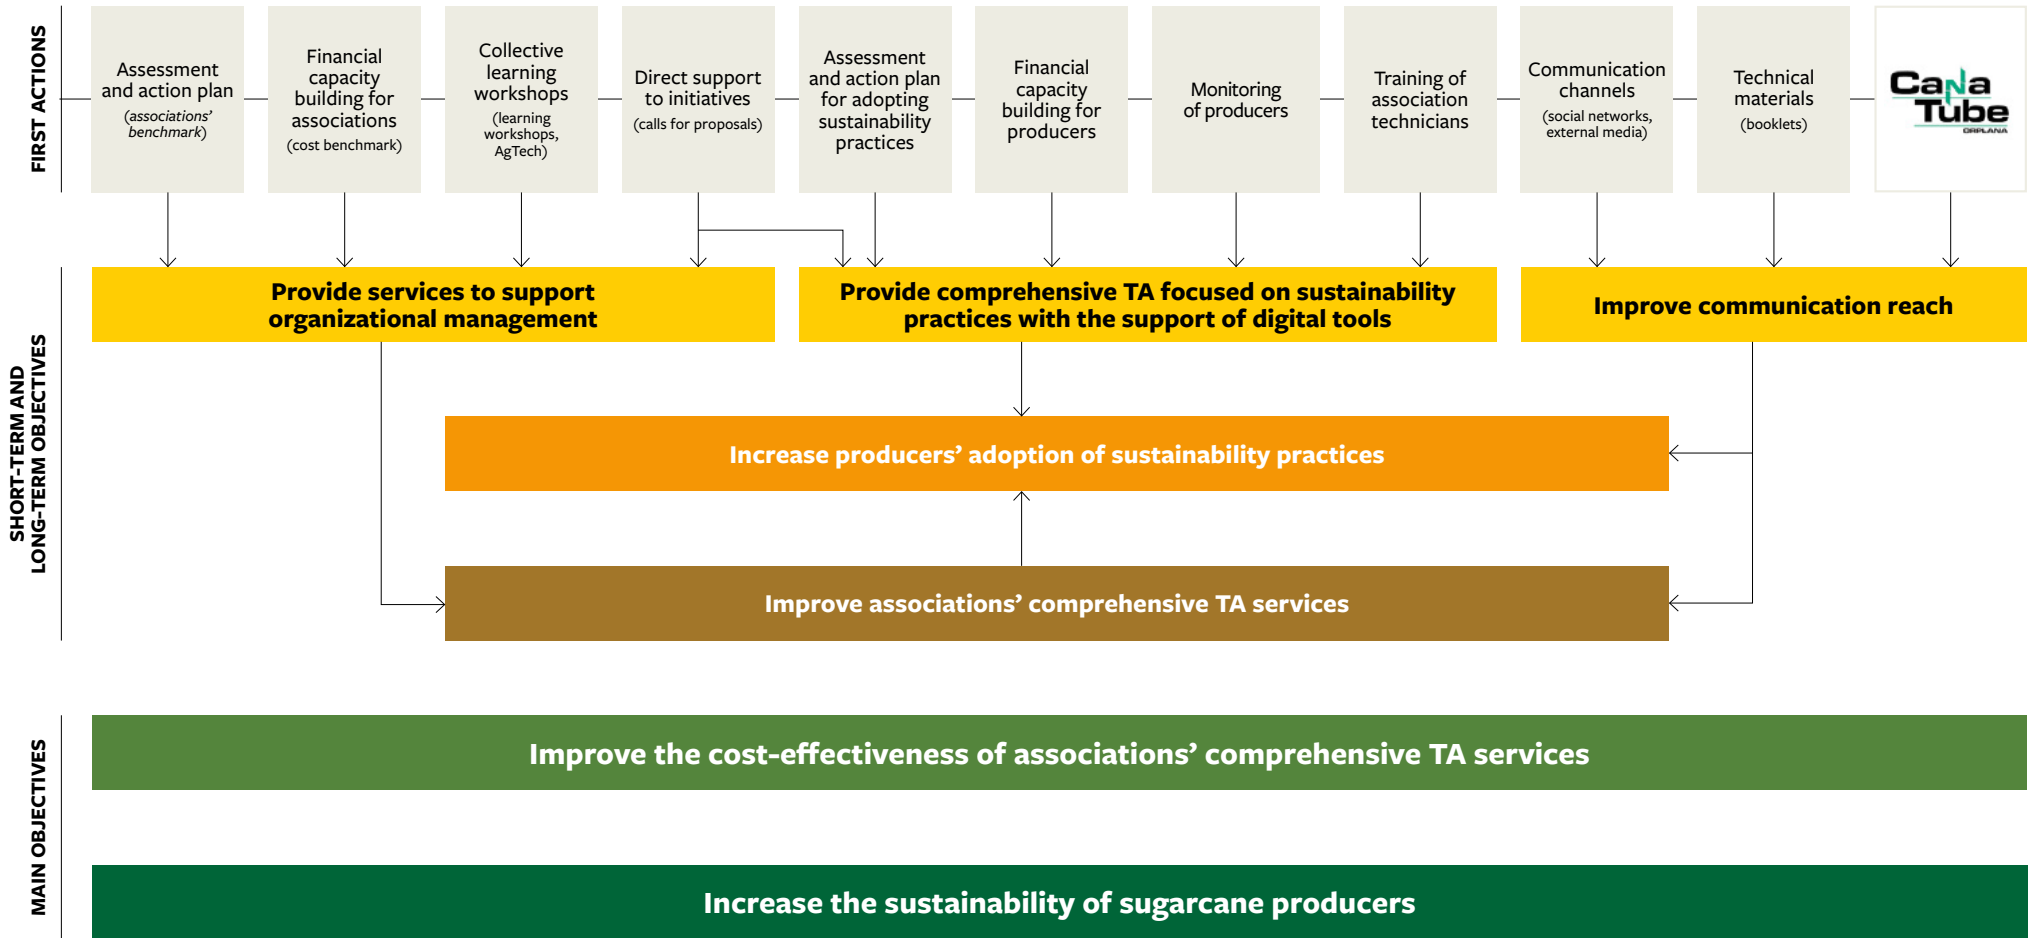 FIRST ACTIONS
Assessment
and action plan
(associations’
benchmark)
Financial
capacity
building for
associations
(cost benchmark)
Collective
learning
workshops
(learning
workshops,
AgTech)
Direct support
to initiatives
(calls for proposals)
Assessment
and action plan
for adopting
sustainability
practices
Financial
capacity
building for
producers
Monitoring
of producers
Training of
association
technicians
Communication
channels
(social networks,
external media)
Technical
materials
(booklets)
CaNa
Tube
ORPLANA
SHORT-TERM AND
LONG-TERM OBJECTIVES
Provide services to support
organizational management
Provide comprehensive TA focused on sustainability
practices with the support of digital tools
Improve communication reach
Increase producers’ adoption of sustainability practices
Improve associations’ comprehensive TA services
MAIN OBJECTIVES
Improve the cost-effectiveness of associations’ comprehensive TA services
Increase the sustainability of sugarcane producers